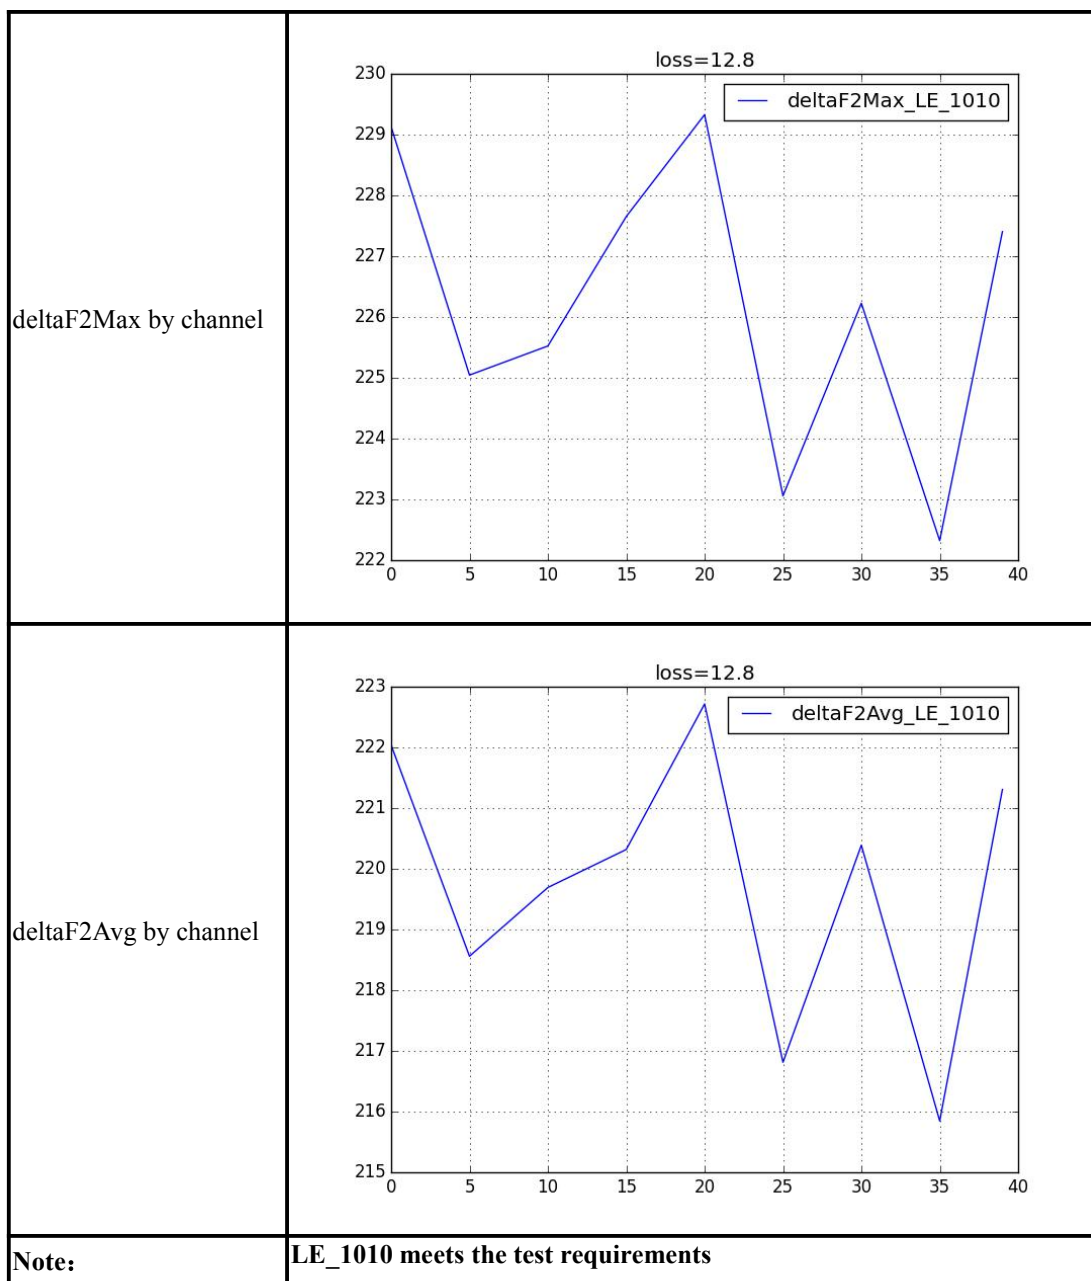 deltaF2Max by channel
loss=12.8
deltaF2Max_LE_1010
230
229
228
227
226
225
224
223
222
0 5 10 15 20 25 30 35 40
deltaF2Avg by channel
loss=12.8
deltaF2Avg_LE_1010
223
222
221
220
219
218
217
216
215
0 5 10 15 20 25 30 35 40
Note： LE_1010 meets the test requirements